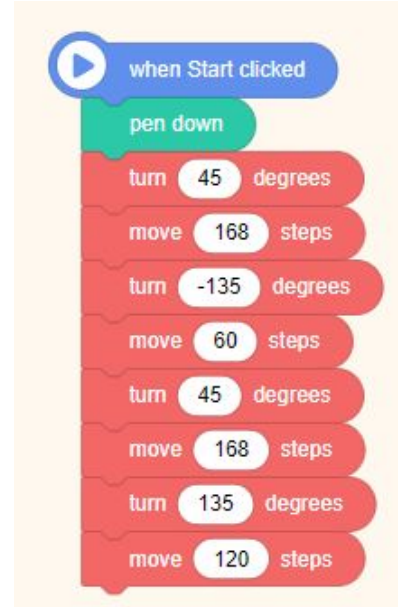 when Start clicked
pen down
turn 45 degrees
move 168 steps
turn -135 degrees
move 60 steps
turn 45 degrees
move 168 steps
turn 135 degrees
move 120 steps